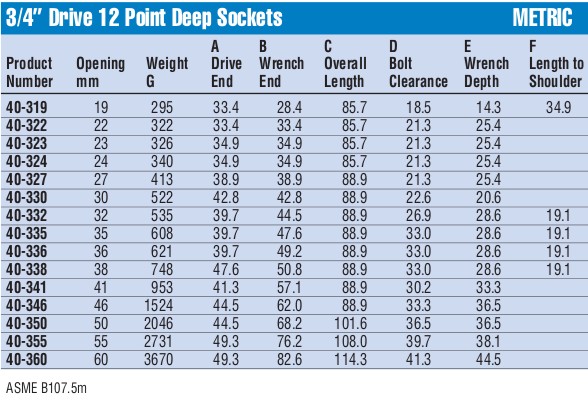 3/4″ Drive 12 Point Deep Sockets METRIC
A B C D E F
Product Opening Weight Drive Wrench Overall Bolt Wrench Length to
Number mm G End End Length Clearance Depth Shoulder
40-319 19 295 33.4 28.4 85.7 18.5 14.3 34.9
40-322 22 322 33.4 33.4 85.7 21.3 25.4
40-323 23 326 34.9 34.9 85.7 21.3 25.4
40-324 24 340 34.9 34.9 85.7 21.3 25.4
40-327 27 413 38.9 38.9 88.9 21.3 25.4
40-330 30 522 42.8 42.8 88.9 22.6 20.6
40-332 32 535 39.7 44.5 88.9 26.9 28.6 19.1
40-335 35 608 39.7 47.6 88.9 33.0 28.6 19.1
40-336 36 621 39.7 49.2 88.9 33.0 28.6 19.1
40-338 38 748 47.6 50.8 88.9 33.0 28.6 19.1
40-341 41 953 41.3 57.1 88.9 30.2 33.3
40-346 46 1524 44.5 62.0 88.9 33.3 36.5
40-350 50 2046 44.5 68.2 101.6 36.5 36.5
40-355 55 2731 49.3 76.2 108.0 39.7 38.1
40-360 60 3670 49.3 82.6 114.3 41.3 44.5
ASME B107.5m